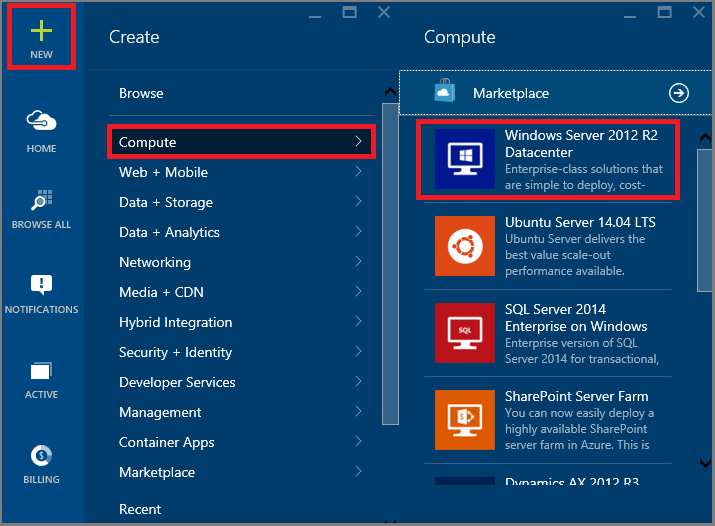 NEW
HOME
BROWSE ALL
NOTIFICATIONS
ACTIVE
BILLING
Create
Browse
Compute
Web + Mobile
Data + Storage
Data + Analytics
Networking
Media + CDN
Hybrid Integration
Security + Identity
Developer Services
Management
Container Apps
Marketplace
Recent
Compute
Marketplace
Windows Server 2012 R2
Datacenter
Enterprise-class solutions that
are simple to deploy, cost-
Ubuntu Server 14.04 LTS
Ubuntu Server delivers the
best value scale-out
performance available.
SQL
SQL Server 2014
Enterprise on Windows
Enterprise version of SQL
Server 2014 for transactional,
SharePoint Server Farm
You can now easily deploy a
highly available SharePoint
server farm in Azure. This is
Dynamics AX 2012 R3